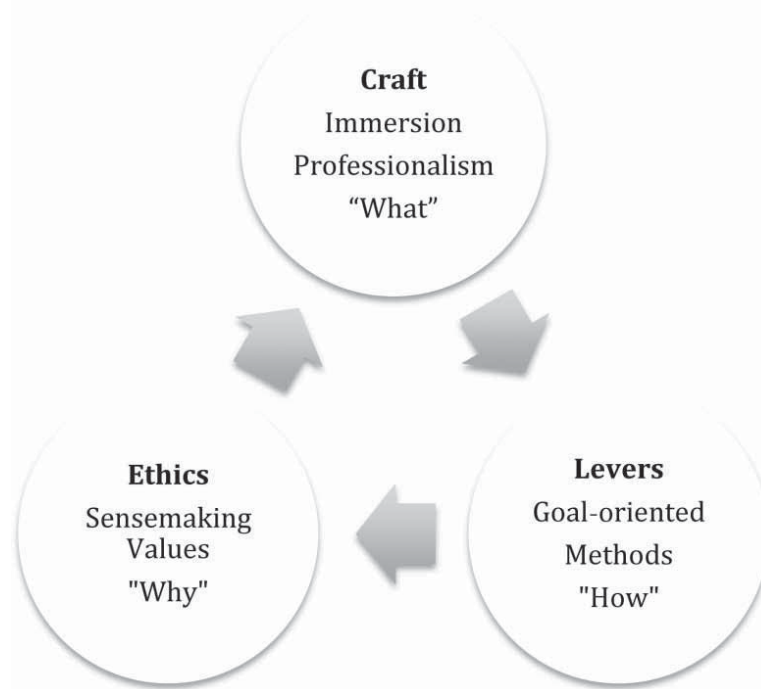 Craft
Immersion
Professionalism
“What”
Ethics
Sensemaking
Values
"Why"
Levers
Goal-oriented
Methods
"How"